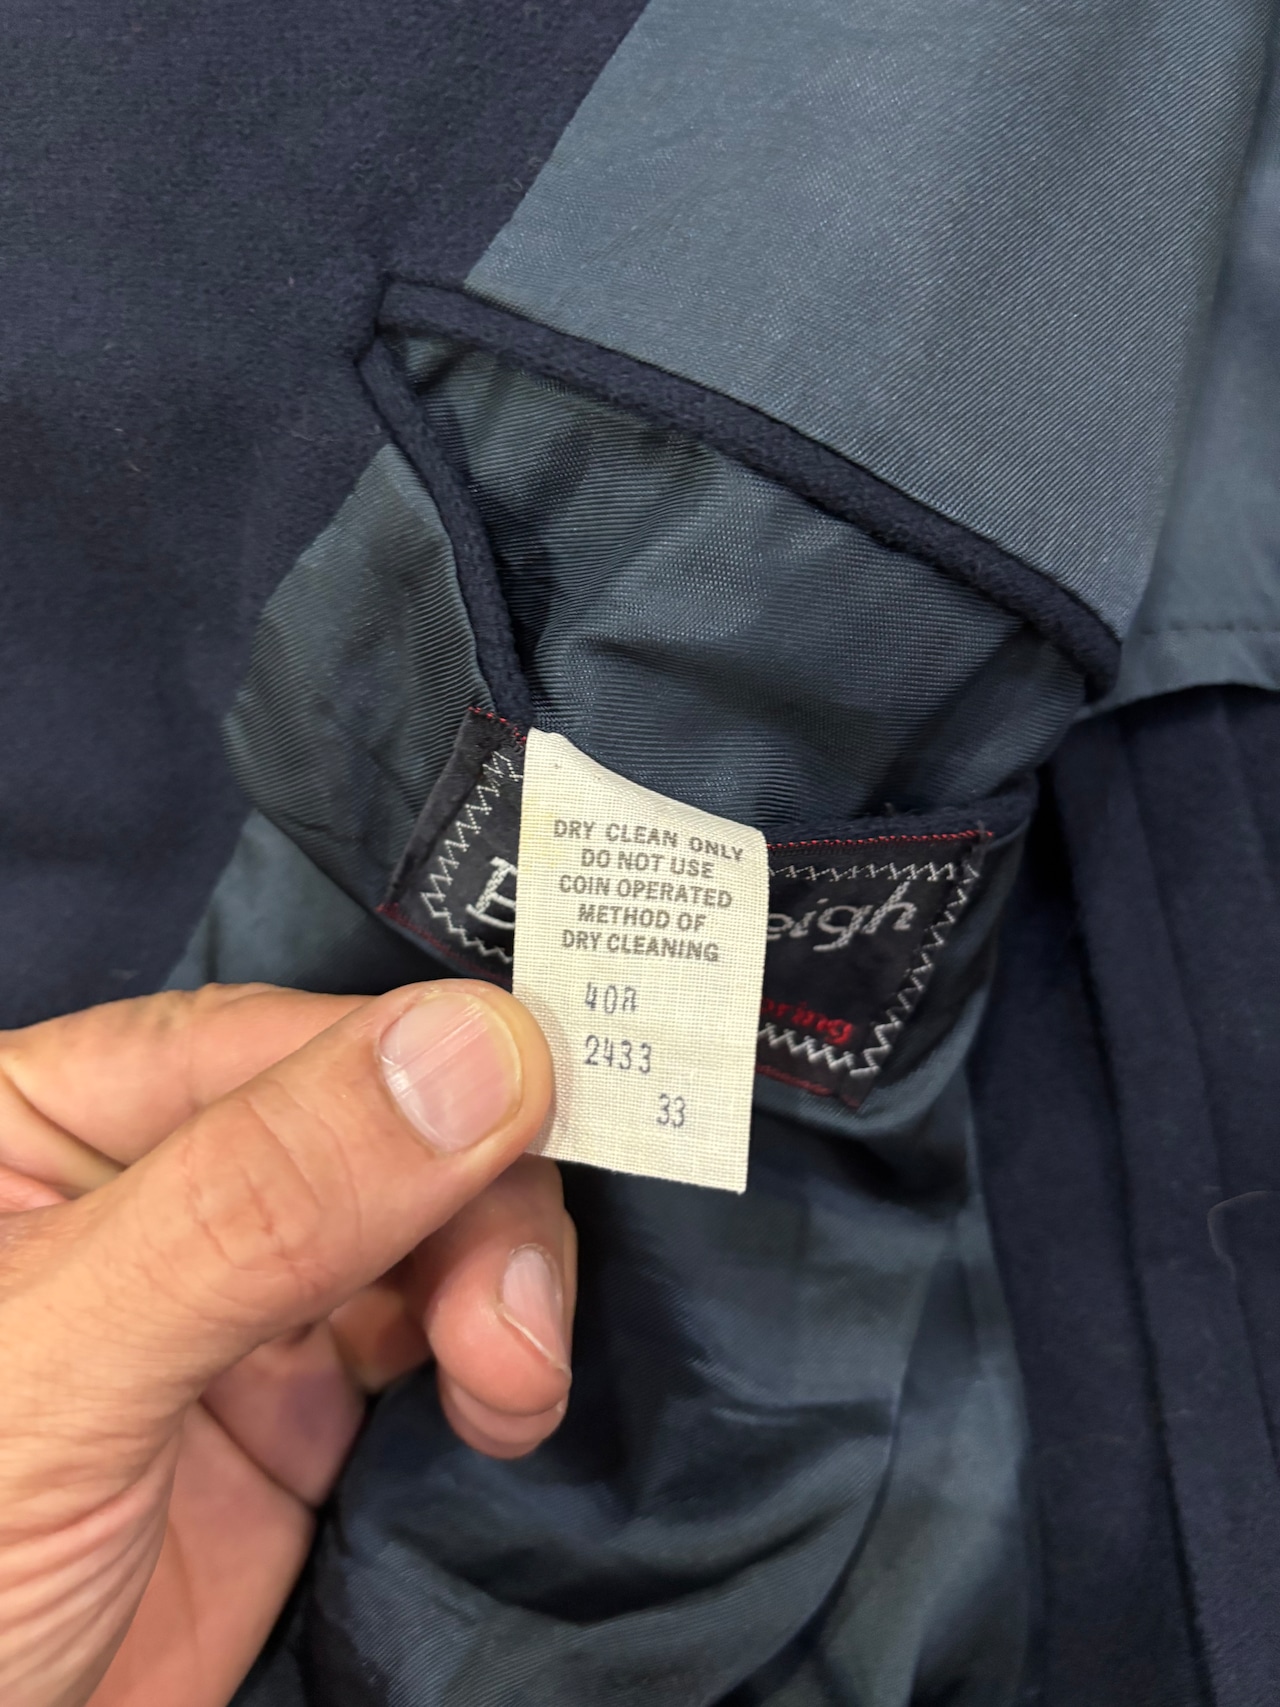 DRY CLEAN ONLY
DO NOT USE
COIN OPERATED
METHOD OF
DRY CLEANING
40R
2433
33